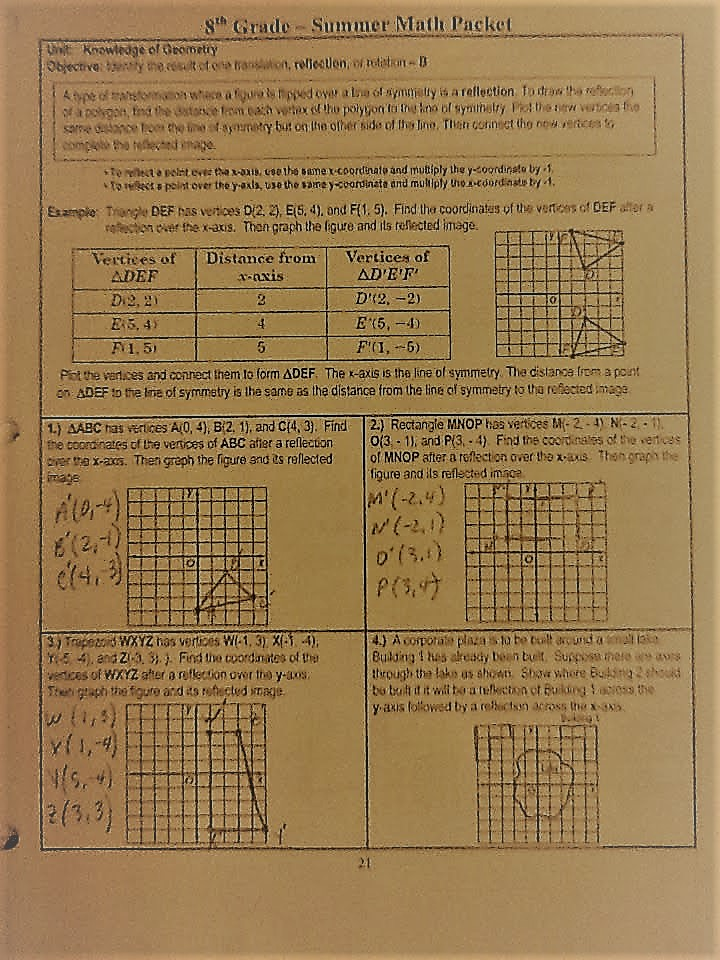 8th Grade – Summer Math Packet
Unit: Knowledge of Geometry
Objective: Identify the result of one translation, reflection, or rotation – B
A type of transformation where a figure is flipped over a line of symmetry is a reflection. To draw the reflection
of a polygon, find the distance from each vertex of the polygon to the line of symmetry. Plot the new vertices the
same distance from the line of symmetry but on the other side of the line. Then connect the new vertices to
complete the reflected image.
• To reflect a point over the x-axis, use the same x-coordinate and multiply the y-coordinate by -1.
• To reflect a point over the y-axis, use the same y-coordinate and multiply the x-coordinate by -1.
Example: Triangle DEF has vertices D(2, 2), E(5, 4), and F(1, 5). Find the coordinates of the vertices of DEF after a
reflection over the x-axis. Then graph the figure and its reflected image.
Vertices of ΔDEF Distance from x-axis Vertices of ΔD'E'F'
D(2, 2) 2 D'(2, −2)
E(5, 4) 4 E'(5, −4)
F(1, 5) 5 F'(1, −5)
Plot the vertices and connect them to form ΔDEF. The x-axis is the line of symmetry. The distance from a point
on ΔDEF to the line of symmetry is the same as the distance from the line of symmetry to the reflected image.
1.) ΔABC has vertices A(0, 4), B(2, 1), and C(4, 3). Find
the coordinates of the vertices of ABC after a reflection
over the x-axis. Then graph the figure and its reflected
image.
A'(0,-4)
B'(2,-1)
C'(4,-3)
2.) Rectangle MNOP has vertices M(- 2, - 4), N(- 2, - 1),
O(3, - 1), and P(3, - 4). Find the coordinates of the vertices
of MNOP after a reflection over the x-axis. Then graph the
figure and its reflected image.
M'(-2,4)
N'(-2,1)
O'(3,1)
P(3,4)
3.) Trapezoid WXYZ has vertices W(-1, 3), X(-1, -4),
Y(-5, -4), and Z(-3, 3). ). Find the coordinates of the
vertices of WXYZ after a reflection over the y-axis.
Then graph the figure and its reflected image.
W (1,3)
X(1,-4)
Y(5,-4)
Z(3,3)
4.) A corporate plaza is to be built around a small lake.
Building 1 has already been built. Suppose there are axes
through the lake as shown. Show where Building 2 should
be built if it will be a reflection of Building 1 across the
y-axis followed by a reflection across the x-axis.
Building 1
21